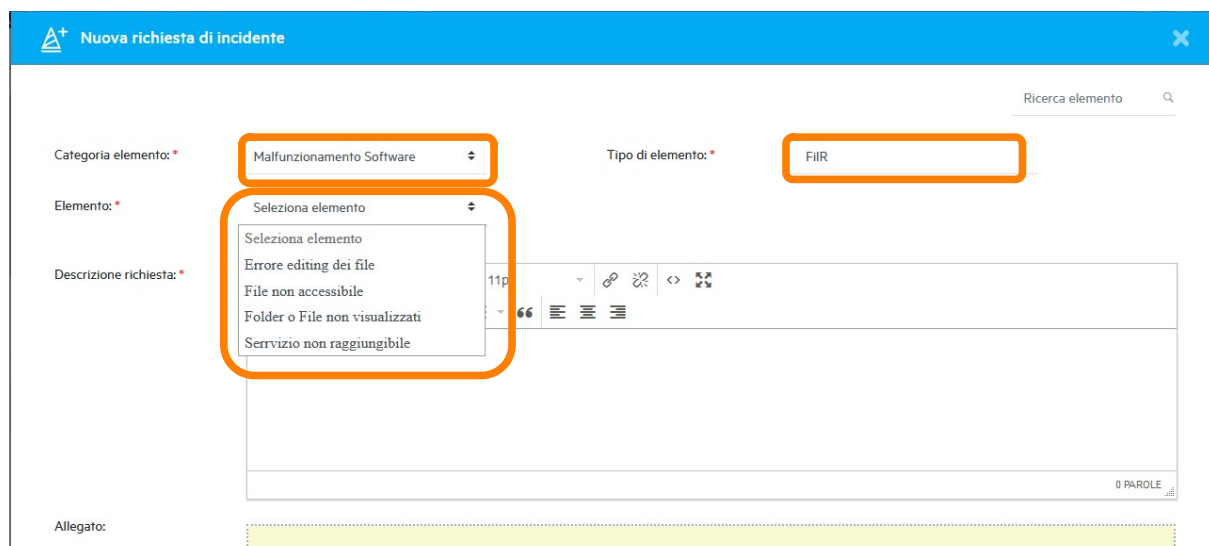 Nuova richiesta di incidente
Ricerca elemento
Categoria elemento: *
Malfunzionamento Software
Tipo di elemento: *
FilR
Elemento: *
Seleziona elemento
Seleziona elemento
Errore editing dei file
File non accessibile
Folder o File non visualizzati
Serrvizio non raggiungibile
Descrizione richiesta: *
11p
0 PAROLE
Allegato: